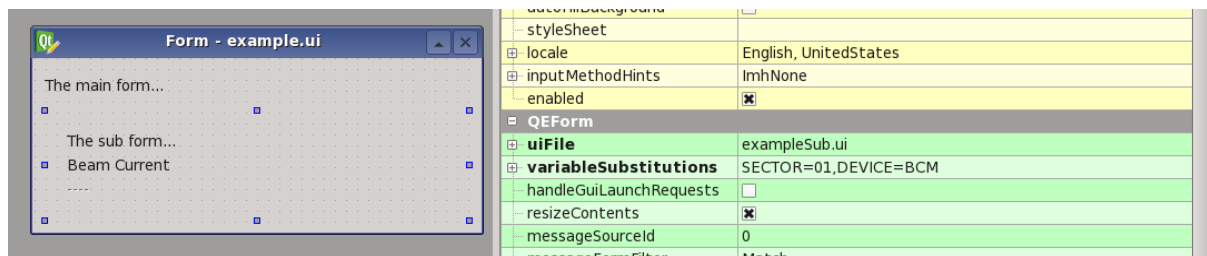 Form - example.ui
The main form...
The sub form...
Beam Current
----
styleSheet
locale English, UnitedStates
inputMethodHints ImhNone
enabled
QEForm
uiFile exampleSub.ui
variableSubstitutions SECTOR=01,DEVICE=BCM
handleGuiLaunchRequests
resizeContents
messageSourceId 0